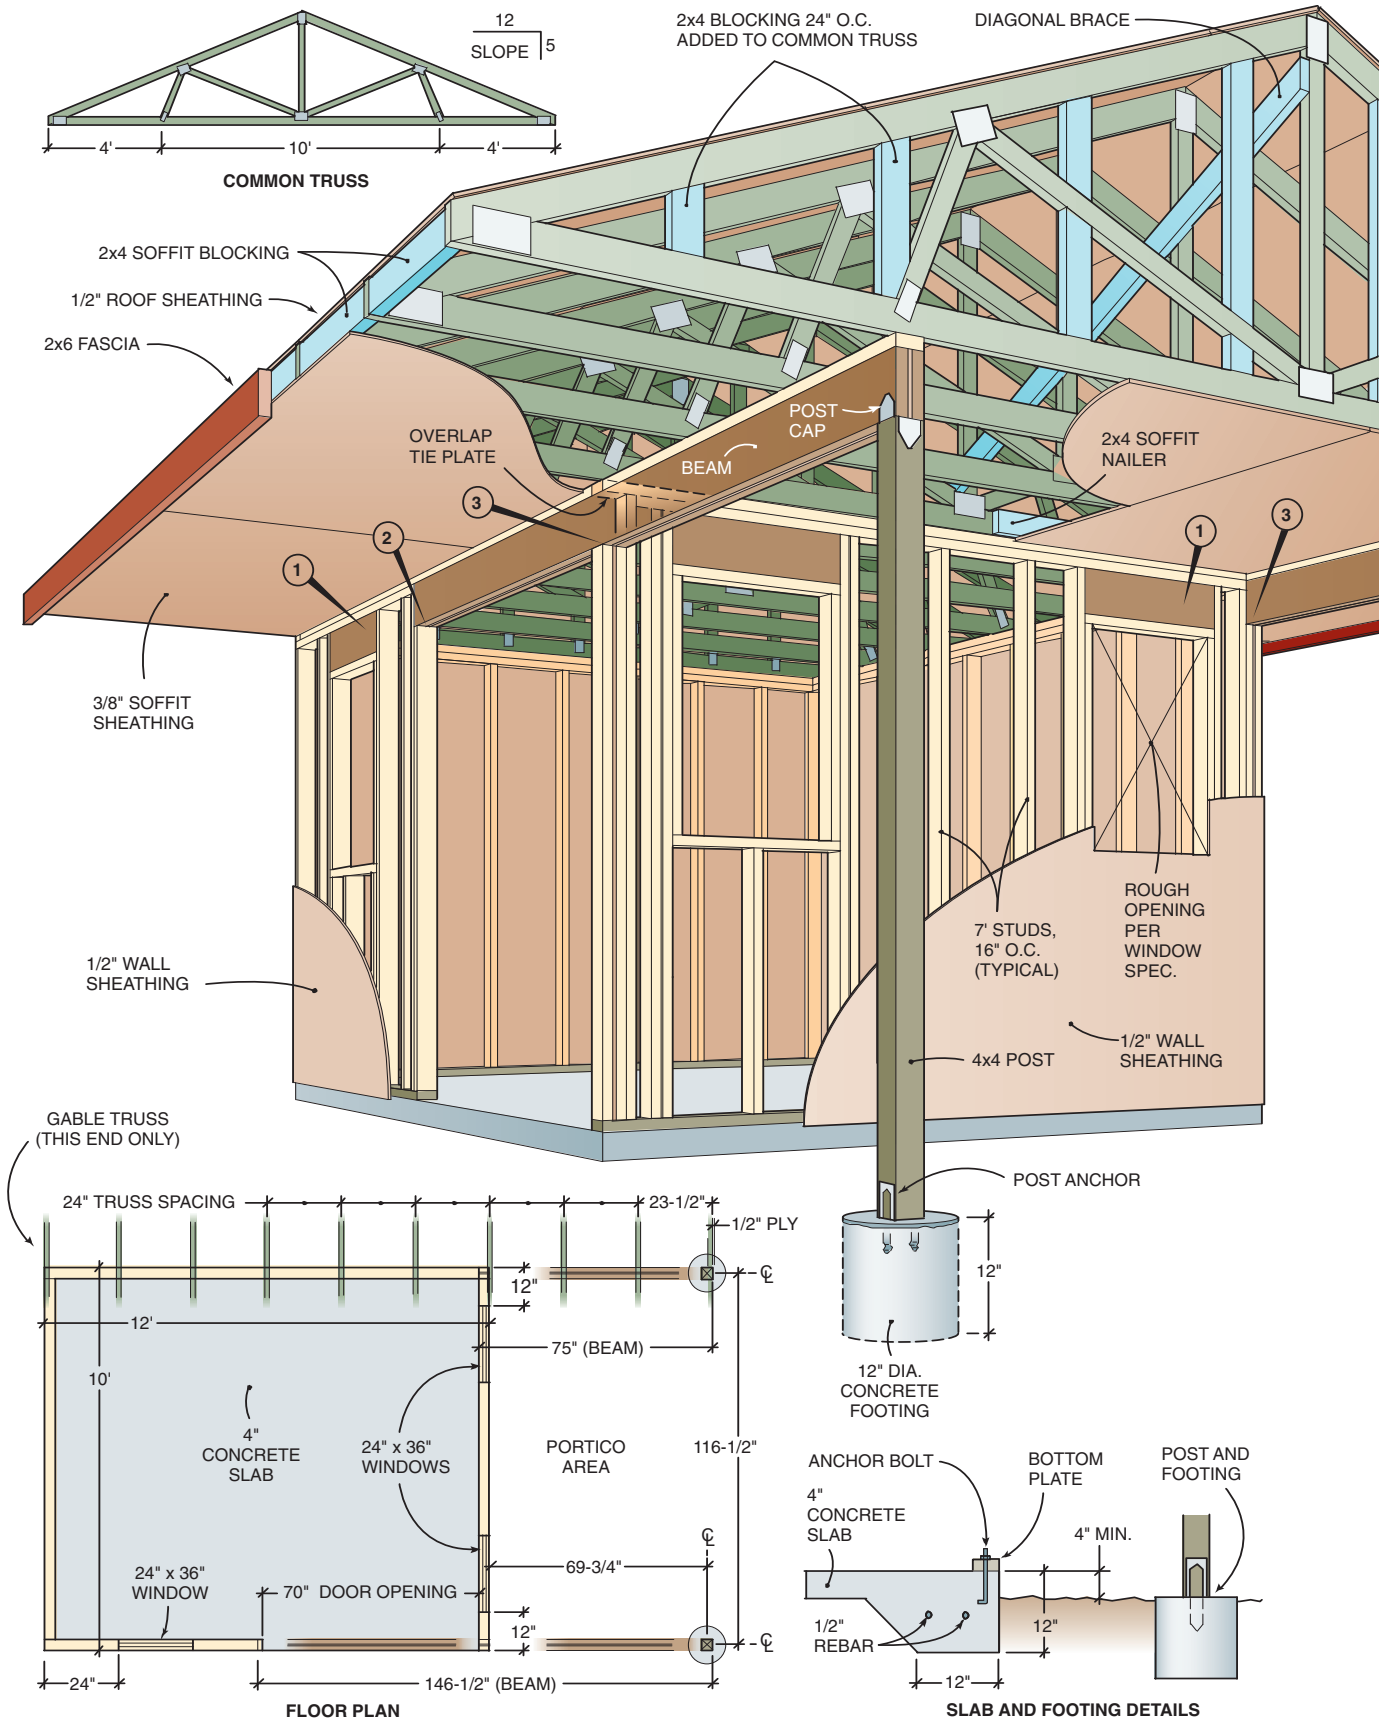 12
SLOPE 5
4' 10' 4'
COMMON TRUSS
2x4 BLOCKING 24" O.C.
ADDED TO COMMON TRUSS
DIAGONAL BRACE
2x4 SOFFIT BLOCKING
1/2" ROOF SHEATHING
2x6 FASCIA
OVERLAP
TIE PLATE
POST
CAP
BEAM
2x4 SOFFIT
NAILER
3
2
1
1
3
3/8" SOFFIT
SHEATHING
1/2" WALL
SHEATHING
7' STUDS,
16" O.C.
(TYPICAL)
ROUGH
OPENING
PER
WINDOW
SPEC.
1/2" WALL
SHEATHING
4x4 POST
POST ANCHOR
12"
12" DIA.
CONCRETE
FOOTING
GABLE TRUSS
(THIS END ONLY)
24" TRUSS SPACING
23-1/2"
1/2" PLY
12"
CL
12'
75" (BEAM)
10'
4"
CONCRETE
SLAB
24" x 36"
WINDOWS
PORTICO
AREA
116-1/2"
CL
69-3/4"
24" x 36"
WINDOW
70" DOOR OPENING
12"
CL
24"
146-1/2" (BEAM)
FLOOR PLAN
ANCHOR BOLT
BOTTOM
PLATE
POST AND
FOOTING
4"
CONCRETE
SLAB
4" MIN.
1/2"
REBAR
12"
12"
SLAB AND FOOTING DETAILS